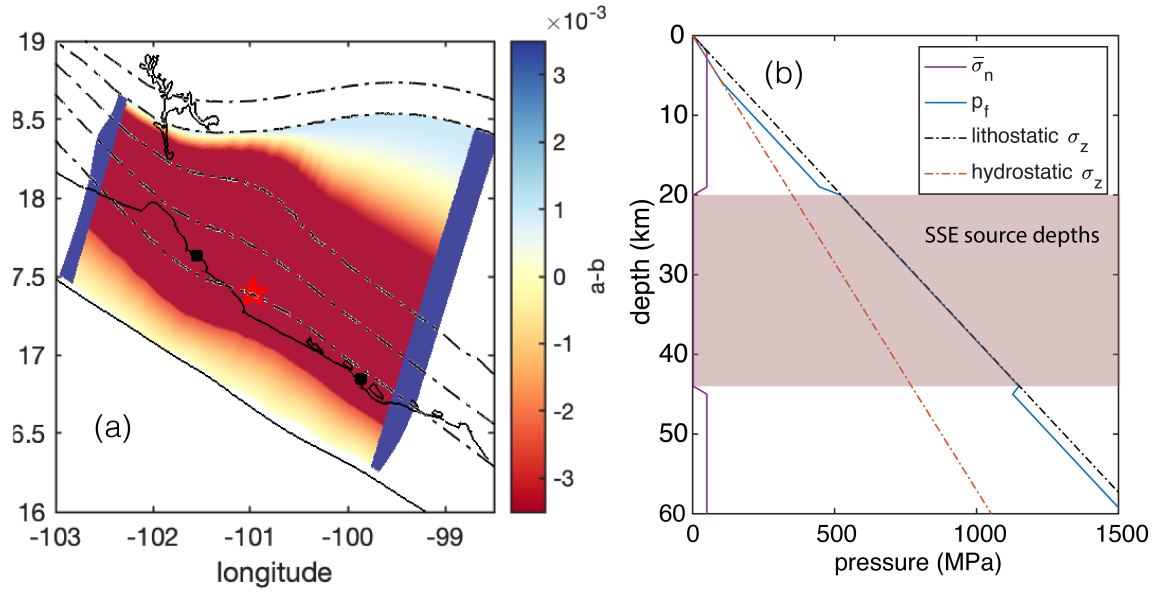 ×10⁻³
19
8.5
18
7.5
17
6.5
16
-103
-102
-101
-100
-99
longitude
(a)
3
2
1
0
-1
-2
-3
a-b
0
10
20
30
40
50
60
depth (km)
(b)
σ̄n
pf
lithostatic σz
hydrostatic σz
SSE source depths
0
500
1000
1500
pressure (MPa)